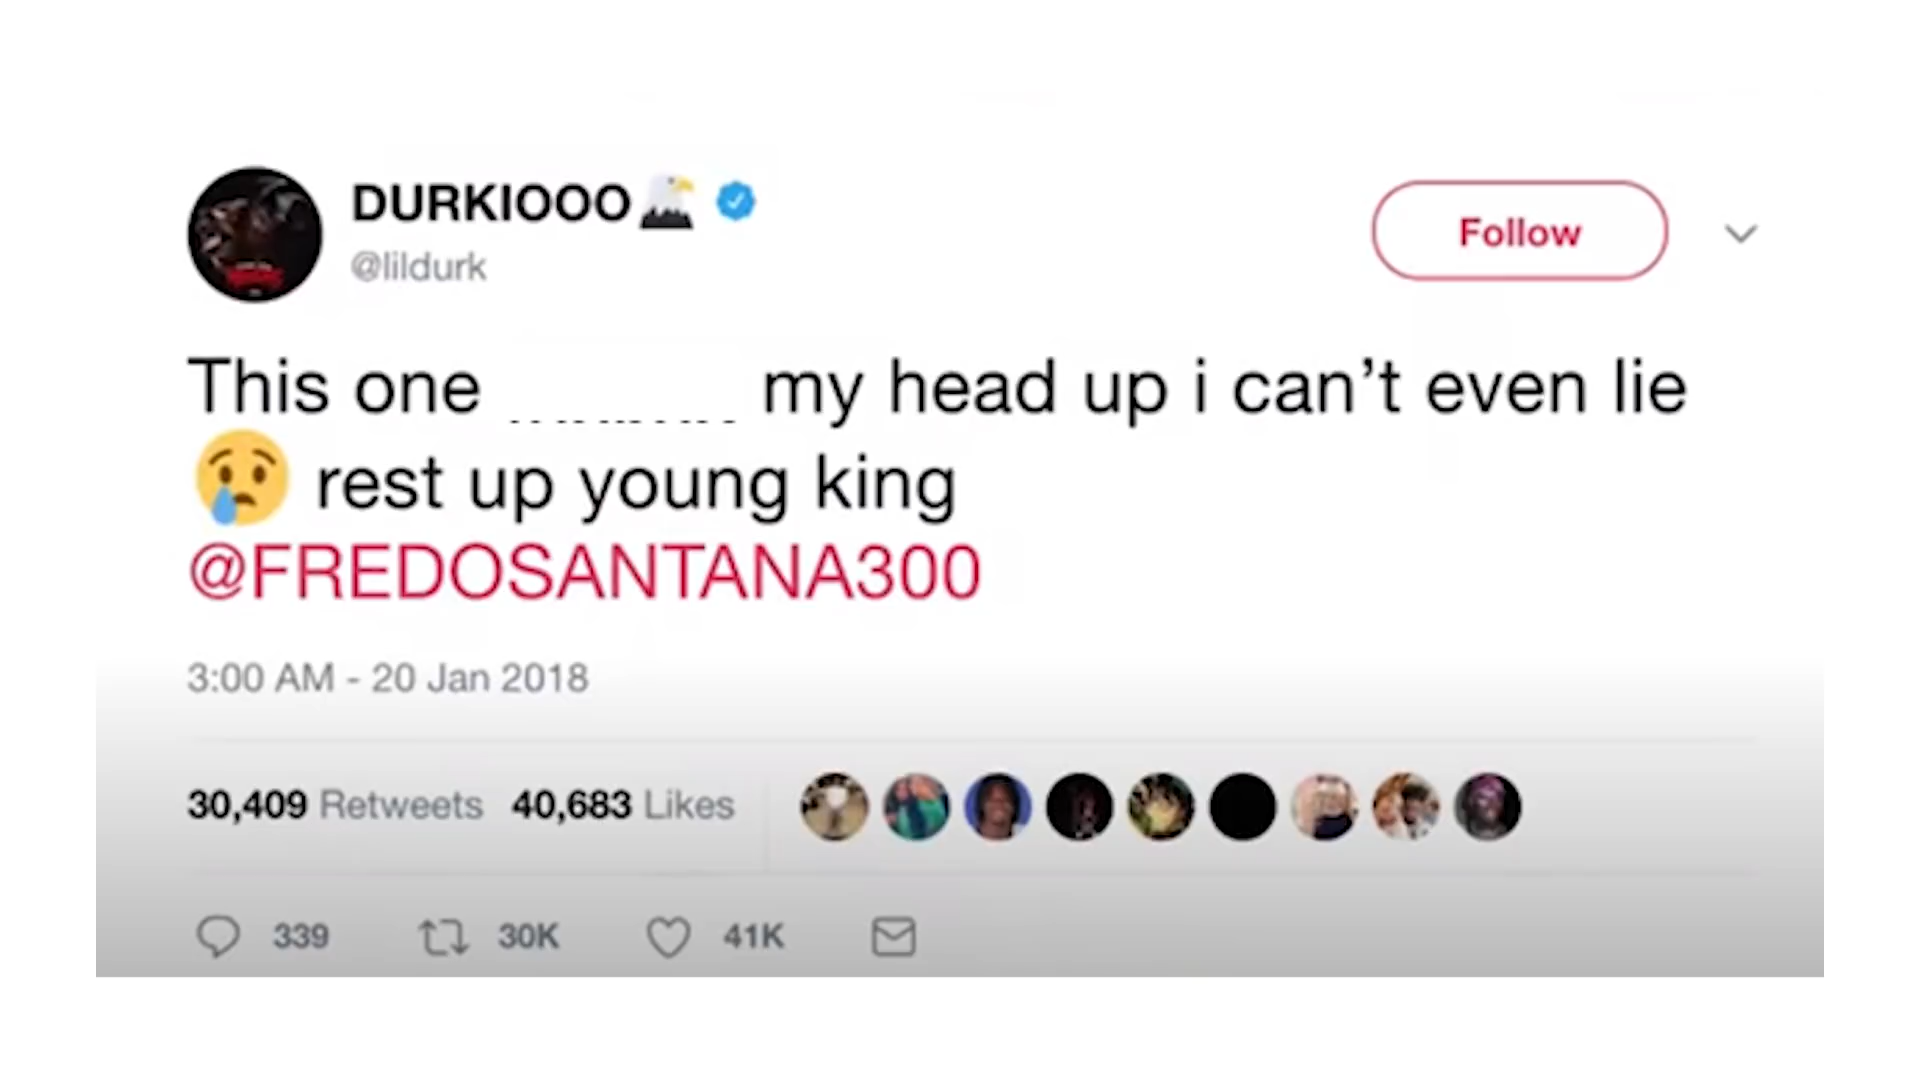 DURKIOOO
@lildurk
Follow
This one my head up i can’t even lie
rest up young king
@FREDOSANTANA300
3:00 AM - 20 Jan 2018
30,409 Retweets 40,683 Likes
339 30K 41K